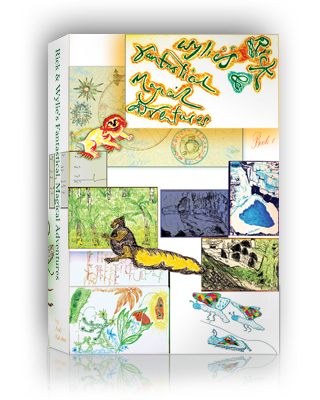 Rick
& Wylie's
fantastical
Magical
Adventures
Book 1
Rick & Wylie's Fantastical, Magical Adventures